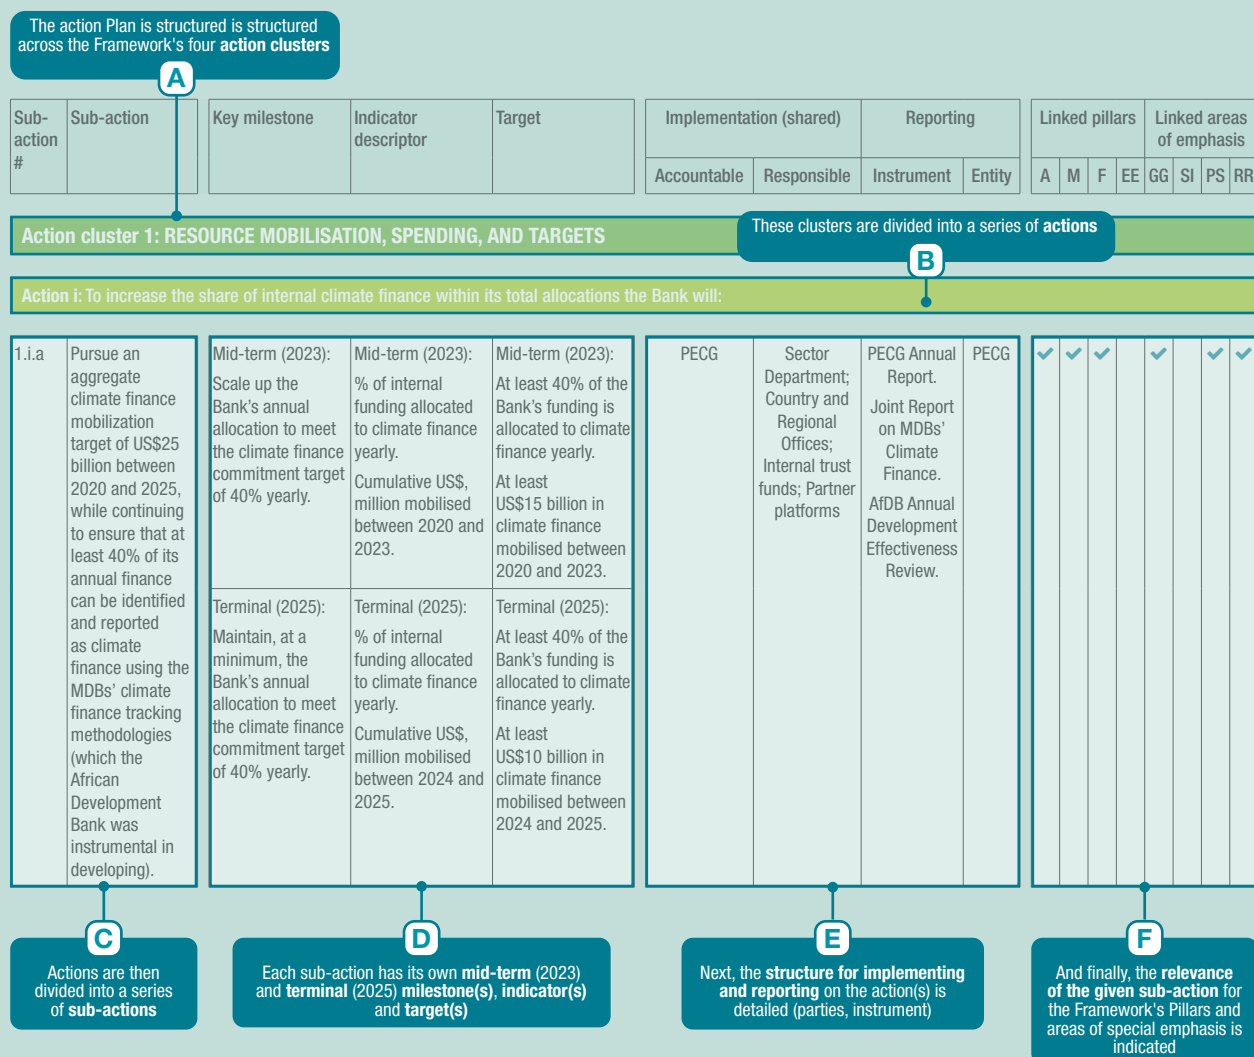 The action Plan is structured is structured
across the Framework's four action clusters
A
Sub-
action
#
Sub-action
Key milestone
Indicator
descriptor
Target
Implementation (shared)
Reporting
Linked pillars
Linked areas
of emphasis
Accountable
Responsible
Instrument
Entity
A
M
F
EE
GG
SI
PS
RR
Action cluster 1: RESOURCE MOBILISATION, SPENDING, AND TARGETS
These clusters are divided into a series of actions
B
Action i: To increase the share of internal climate finance within its total allocations the Bank will:
1.i.a
Pursue an
aggregate
climate finance
mobilization
target of US$25
billion between
2020 and 2025,
while continuing
to ensure that at
least 40% of its
annual finance
can be identified
and reported
as climate
finance using the
MDBs’ climate
finance tracking
methodologies
(which the
African
Development
Bank was
instrumental in
developing).
Mid-term (2023):
Scale up the
Bank’s annual
allocation to meet
the climate finance
commitment target
of 40% yearly.
Mid-term (2023):
% of internal
funding allocated
to climate finance
yearly.
Cumulative US$,
million mobilised
between 2020 and
2023.
Mid-term (2023):
At least 40% of the
Bank’s funding is
allocated to climate
finance yearly.
At least
US$15 billion in
climate finance
mobilised between
2020 and 2023.
Terminal (2025):
Maintain, at a
minimum, the
Bank’s annual
allocation to meet
the climate finance
commitment target
of 40% yearly.
Terminal (2025):
% of internal
funding allocated
to climate finance
yearly.
Cumulative US$,
million mobilised
between 2024 and
2025.
Terminal (2025):
At least 40% of the
Bank’s funding is
allocated to climate
finance yearly.
At least
US$10 billion in
climate finance
mobilised between
2024 and 2025.
PECG
Sector
Department;
Country and
Regional
Offices;
Internal trust
funds; Partner
platforms
PECG Annual
Report.
Joint Report
on MDBs’
Climate
Finance.
AfDB Annual
Development
Effectiveness
Review.
PECG
C
Actions are then
divided into a series
of sub-actions
D
Each sub-action has its own mid-term (2023)
and terminal (2025) milestone(s), indicator(s)
and target(s)
E
Next, the structure for implementing
and reporting on the action(s) is
detailed (parties, instrument)
F
And finally, the relevance
of the given sub-action for
the Framework's Pillars and
areas of special emphasis is
indicated